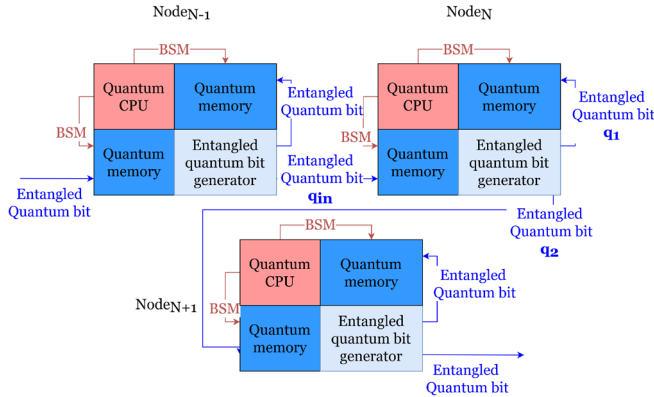 Node N-1
Node N
BSM
BSM
Quantum
CPU
Quantum
memory
Entangled
Quantum bit
Quantum
CPU
Quantum
memory
Entangled
Quantum bit
q1
BSM
BSM
Quantum
memory
Entangled
quantum bit
generator
Entangled
Quantum bit
qin
Quantum
memory
Entangled
quantum bit
generator
Entangled
Quantum bit
Entangled
Quantum bit
q2
BSM
Node N+1
Quantum
CPU
Quantum
memory
Entangled
Quantum bit
BSM
Quantum
memory
Entangled
quantum bit
generator
Entangled
Quantum bit